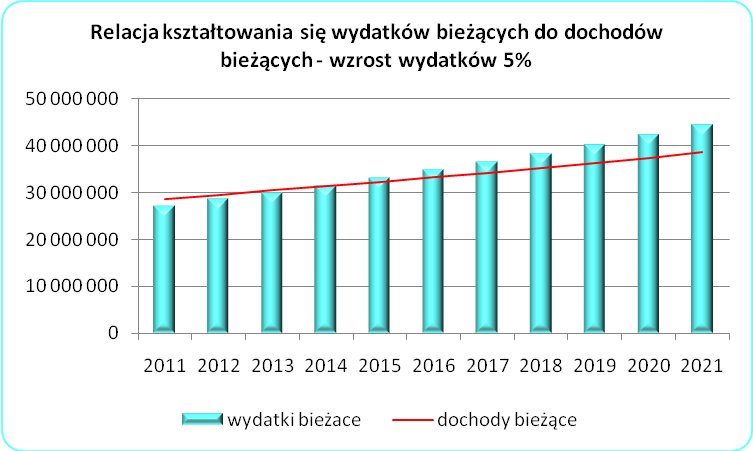 Relacja kształtowania się wydatków bieżących do dochodów
bieżących - wzrost wydatków 5%
50 000 000
40 000 000
30 000 000
20 000 000
10 000 000
0
2011 2012 2013 2014 2015 2016 2017 2018 2019 2020 2021
wydatki bieżace dochody bieżące